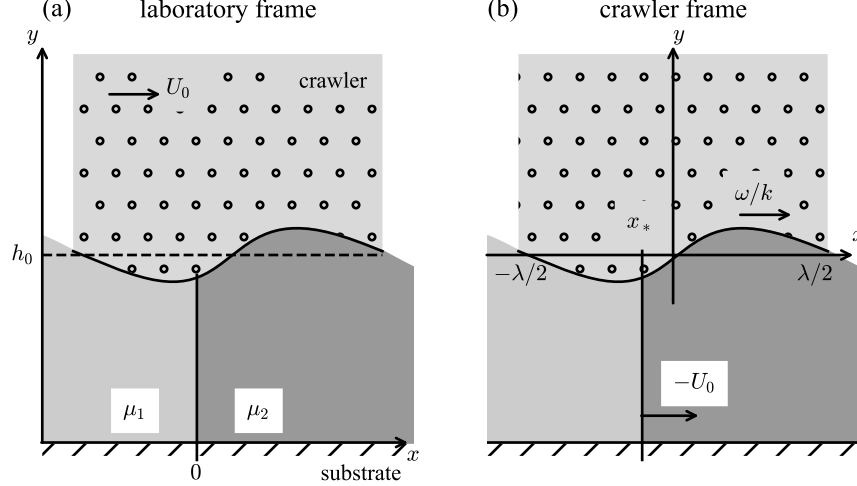 (a) laboratory frame
y
U₀
crawler
h₀
μ₁
μ₂
x
0
substrate
(b) crawler frame
y
ω/k
x*
x
−λ/2
λ/2
−U₀